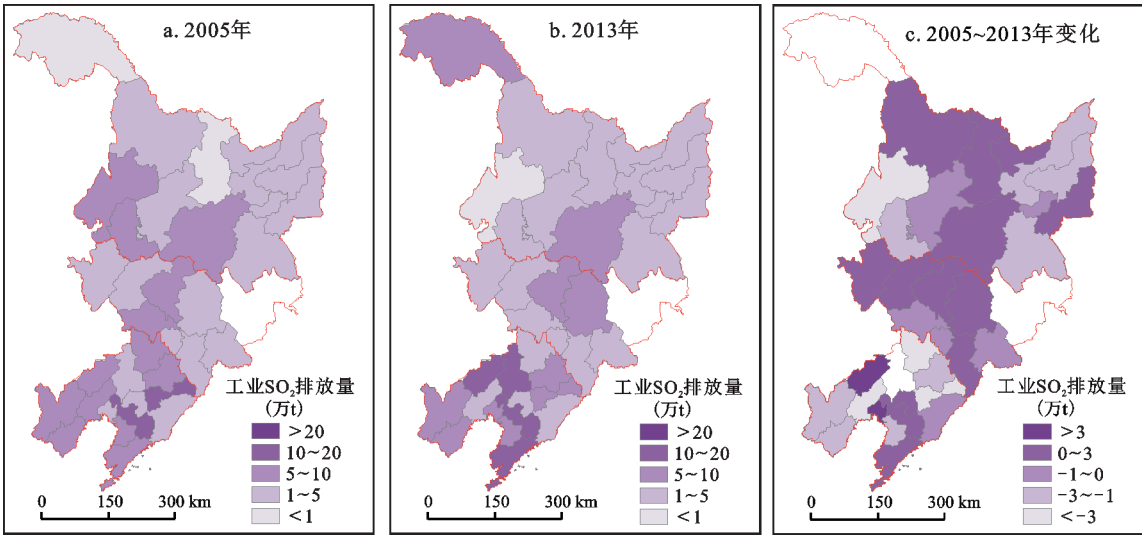 a. 2005年
工业SO₂排放量
(万t)
>20
10~20
5~10
1~5
<1
0 150 300 km
b. 2013年
工业SO₂排放量
(万t)
>20
10~20
5~10
1~5
<1
0 150 300 km
c. 2005~2013年变化
工业SO₂排放量
(万t)
>3
0~3
-1~0
-3~-1
<-3
0 150 300 km